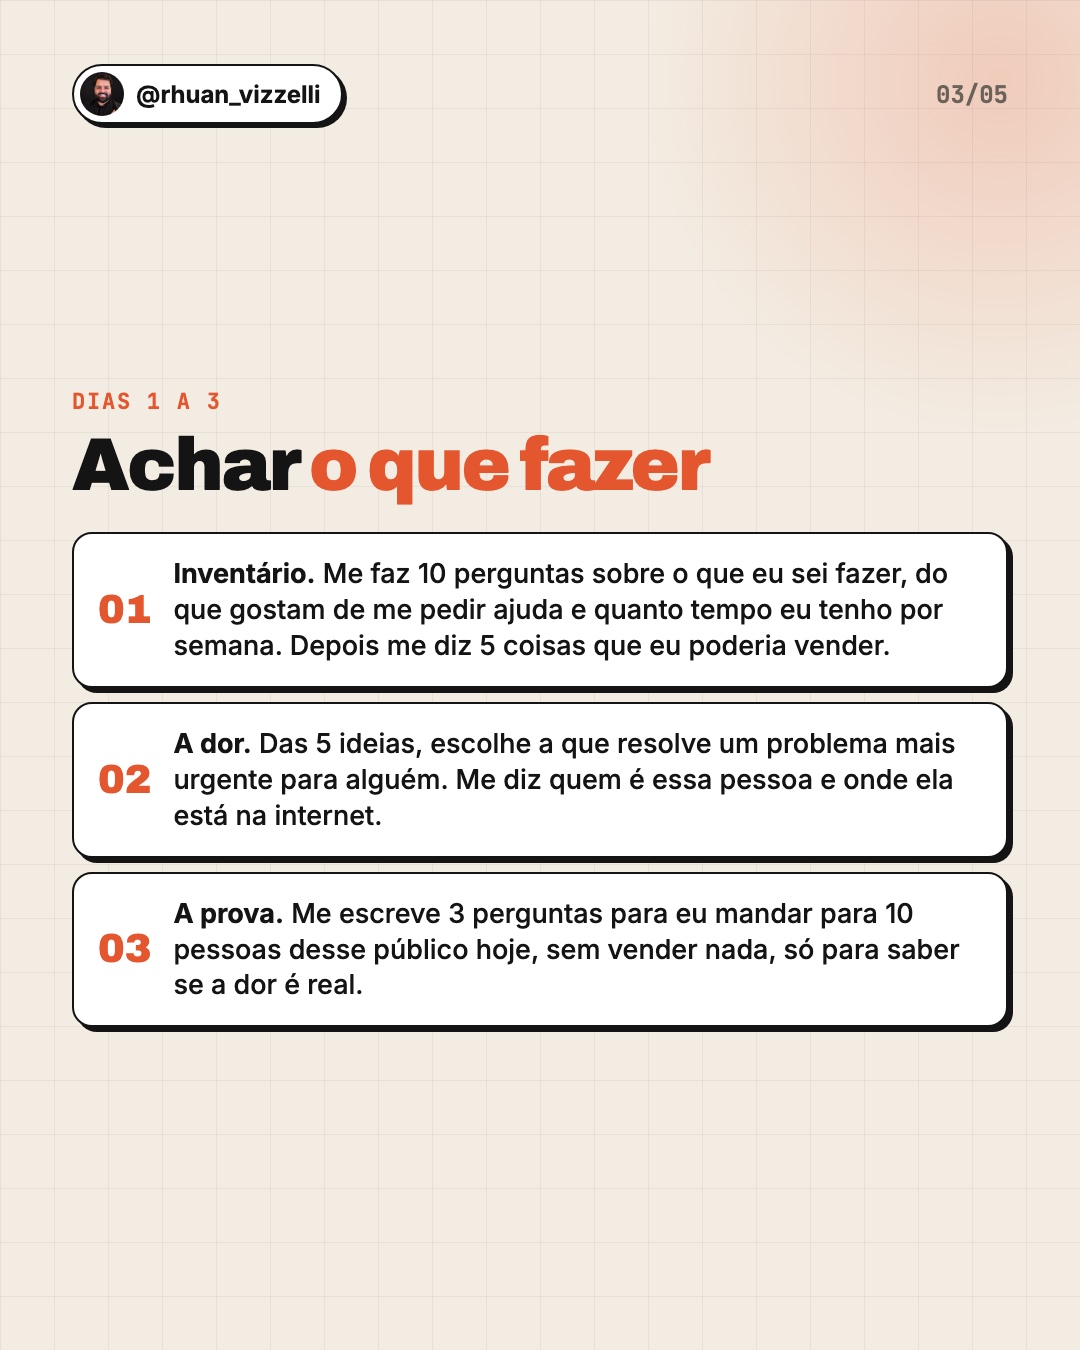 @rhuan_vizzelli
03/05
DIAS 1 A 3
Achar o que fazer
01
Inventário. Me faz 10 perguntas sobre o que eu sei fazer, do
que gostam de me pedir ajuda e quanto tempo eu tenho por
semana. Depois me diz 5 coisas que eu poderia vender.
02
A dor. Das 5 ideias, escolhe a que resolve um problema mais
urgente para alguém. Me diz quem é essa pessoa e onde ela
está na internet.
03
A prova. Me escreve 3 perguntas para eu mandar para 10
pessoas desse público hoje, sem vender nada, só para saber
se a dor é real.